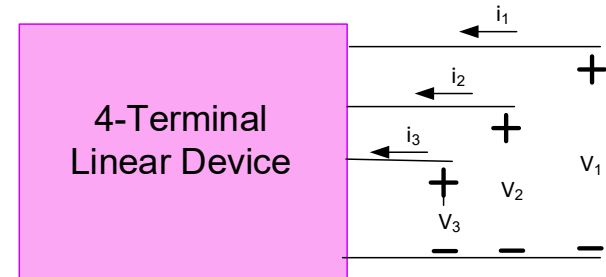 i₁
i₂
i₃
4-Terminal
Linear Device
+
+
+
V₁
V₂
V₃
– – –